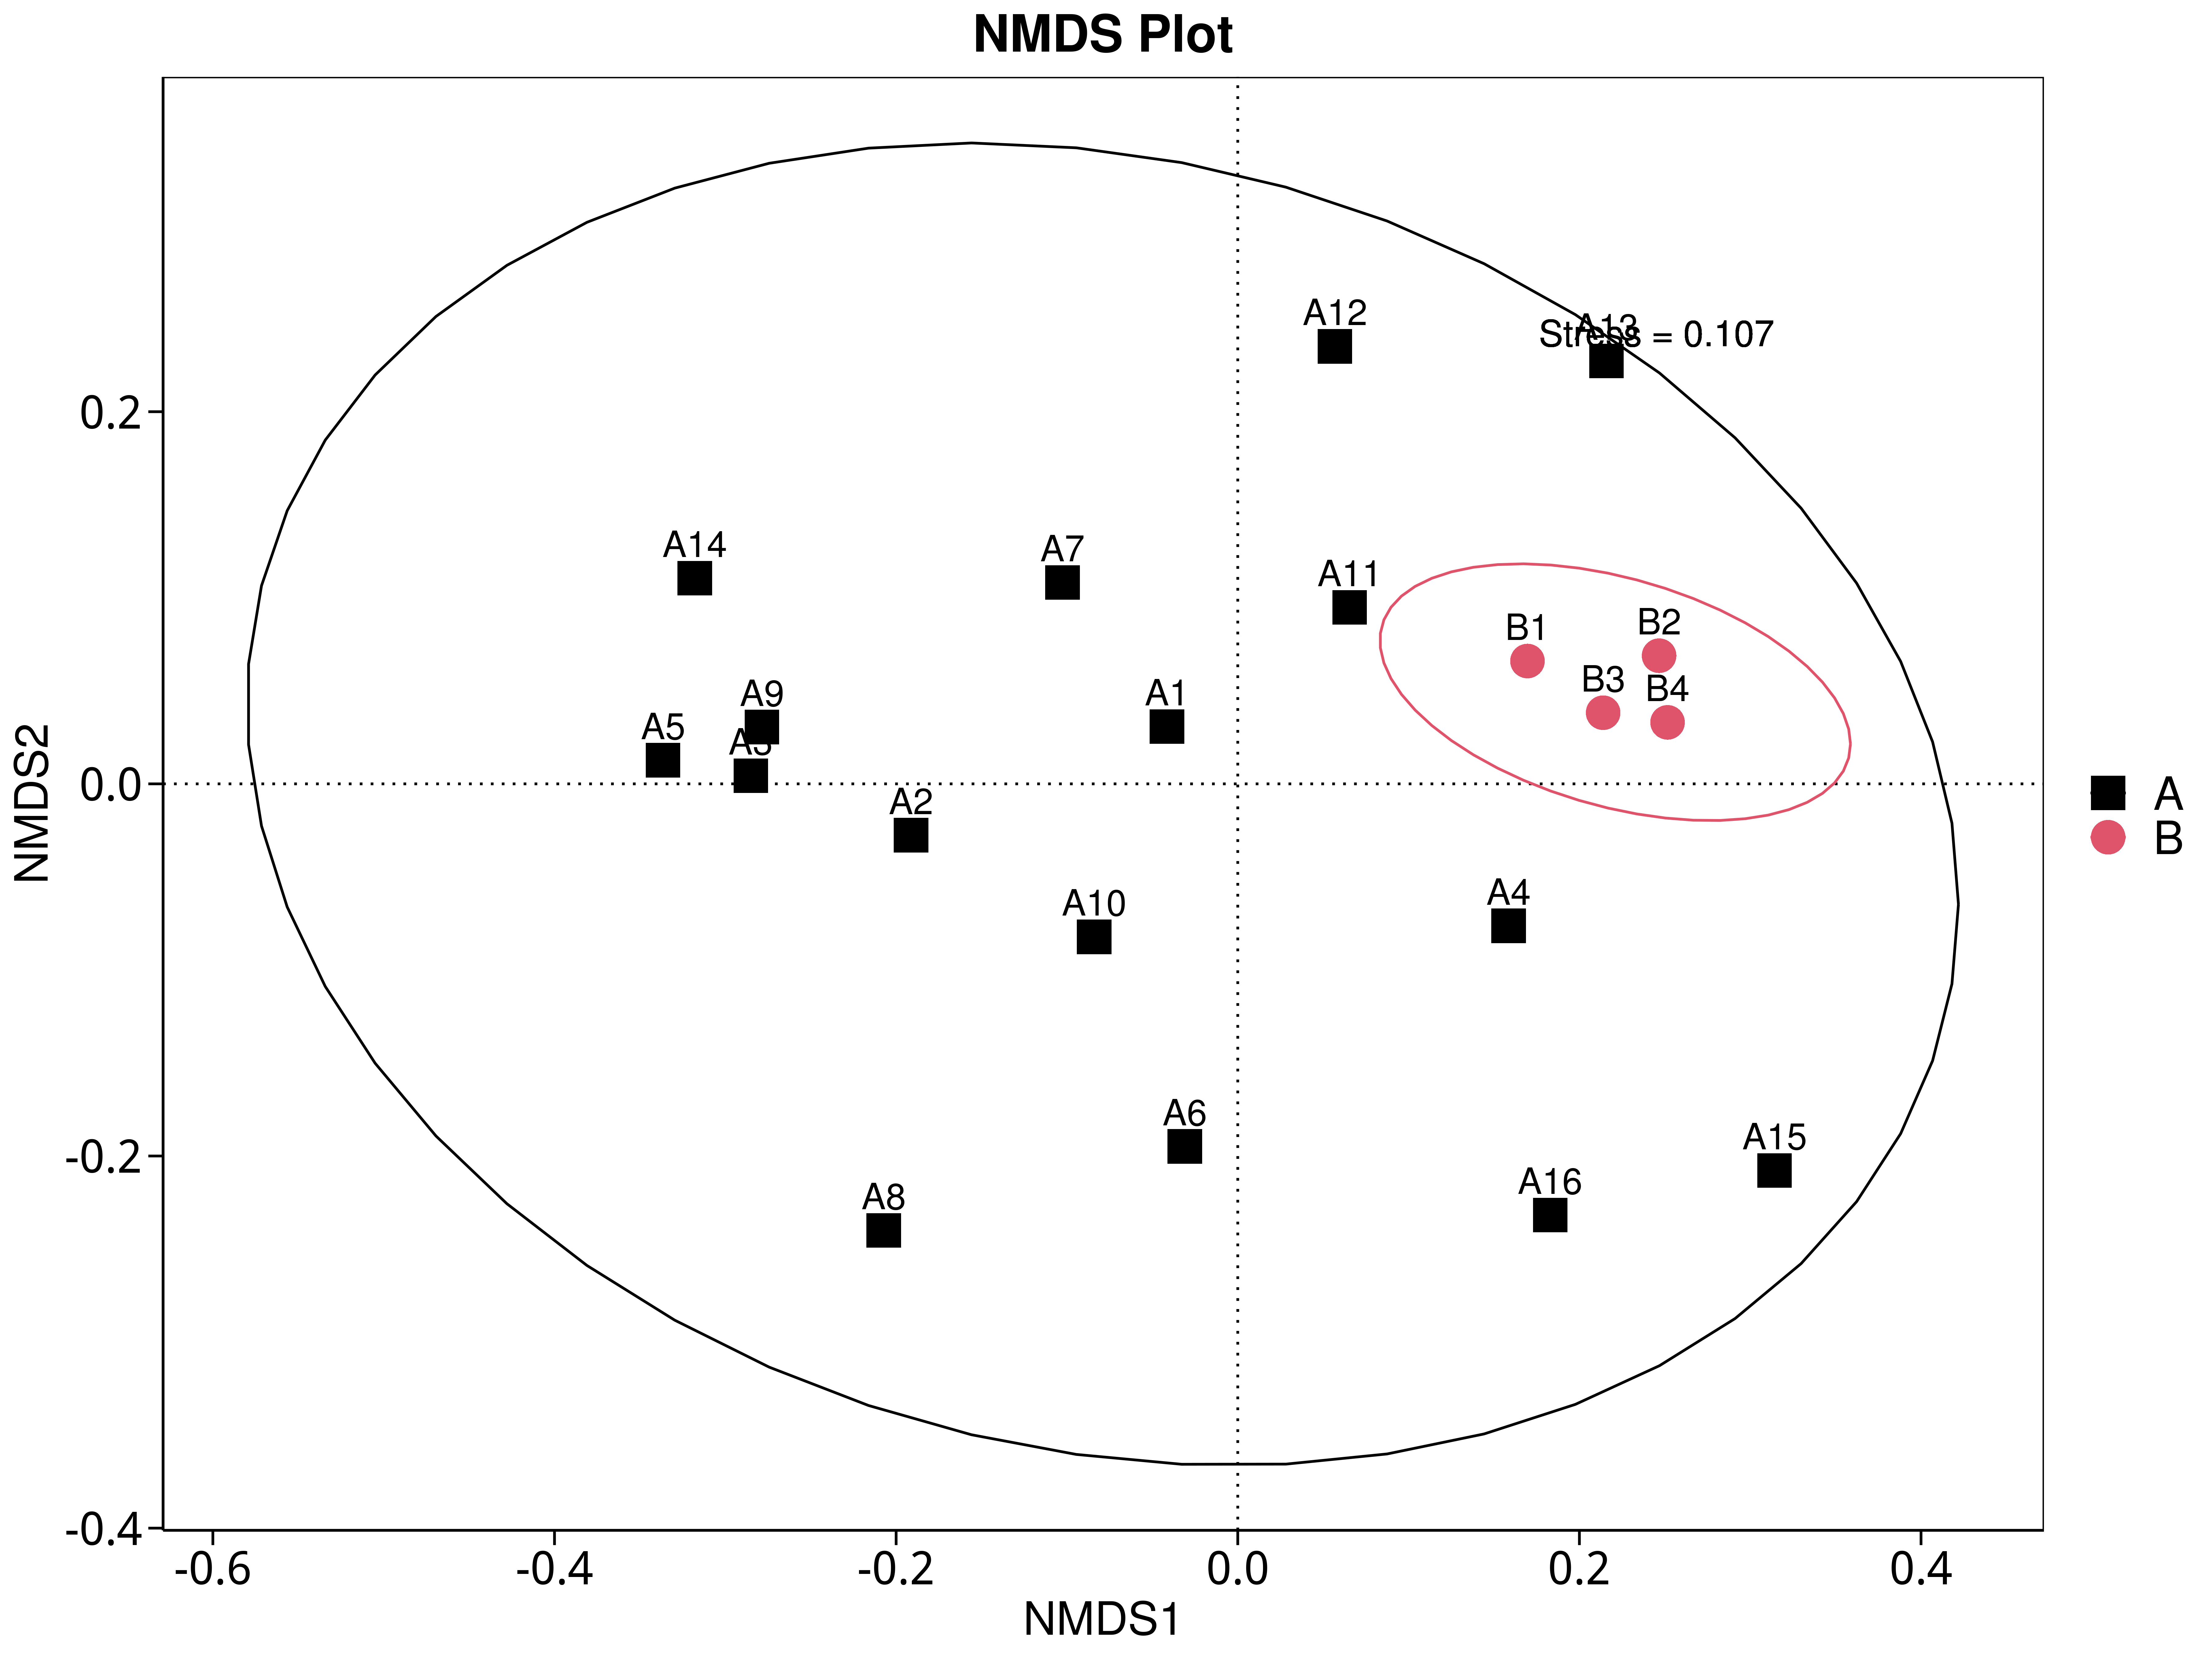 NMDS Plot
A12
A13
Stress = 0.107
0.2
A14
A7
A11
B1
B2
A9
A1
B3
B4
A5
A3
NMDS2
0.0
A
A2
B
A10
A4
A6
-0.2
A15
A16
A8
-0.4
-0.6
-0.4
-0.2
0.0
0.2
0.4
NMDS1